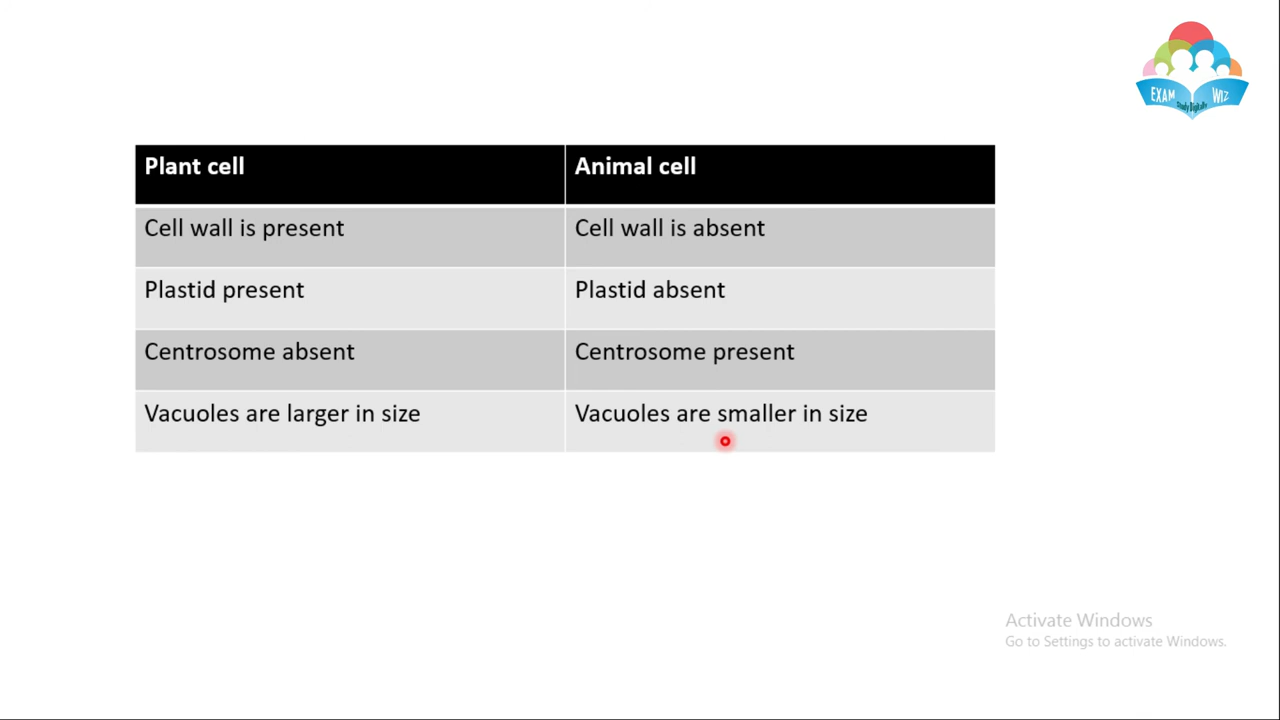 EXAM WIZ
Study Digitally
Plant cell Animal cell
Cell wall is present Cell wall is absent
Plastid present Plastid absent
Centrosome absent Centrosome present
Vacuoles are larger in size Vacuoles are smaller in size
Activate Windows
Go to Settings to activate Windows.